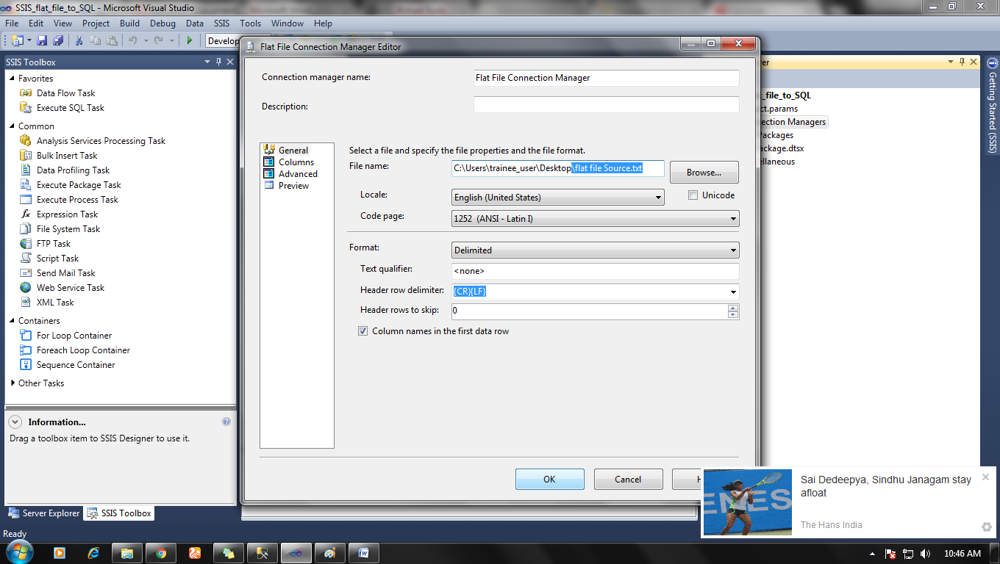 SSIS_flat_file_to_SQL - Microsoft Visual Studio
File Edit View Project Build Debug Data SSIS Tools Window Help
Develop
SSIS Toolbox
Favorites
Data Flow Task
Execute SQL Task
Common
Analysis Services Processing Task
Bulk Insert Task
Data Profiling Task
Execute Package Task
Execute Process Task
Expression Task
File System Task
FTP Task
Script Task
Send Mail Task
Web Service Task
XML Task
Containers
For Loop Container
Foreach Loop Container
Sequence Container
Other Tasks
Information...
Drag a toolbox item to SSIS Designer to use it.
Server Explorer SSIS Toolbox
Ready
Flat File Connection Manager Editor
Connection manager name: Flat File Connection Manager
Description:
General
Columns
Advanced
Preview
Select a file and specify the file properties and the file format.
File name: C:\Users\trainee_user\Desktop\flat file Source.txt Browse...
Locale: English (United States) Unicode
Code page: 1252 (ANSI - Latin I)
Format: Delimited
Text qualifier: <none>
Header row delimiter: {CR}{LF}
Header rows to skip: 0
Column names in the first data row
OK Cancel H
er
_file_to_SQL
ct.params
ection Managers
Packages
ackage.dtsx
ellaneous
Getting Started (SSIS)
Sai Dedeepya, Sindhu Janagam stay
afloat
The Hans India
ENES
10:46 AM